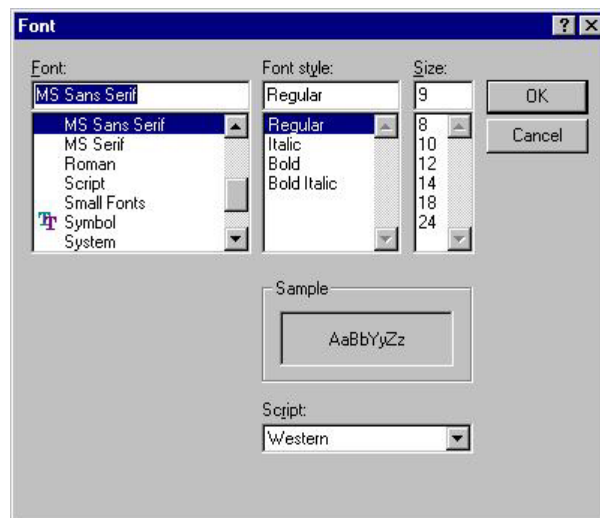 Font
Font: Font style: Size:
MS Sans Serif Regular 9 OK
MS Sans Serif Regular 8 Cancel
MS Serif Italic 10
Roman Bold 12
Script Bold Italic 14
Small Fonts 18
Symbol 24
System
Sample
AaBbYyZz
Script:
Western